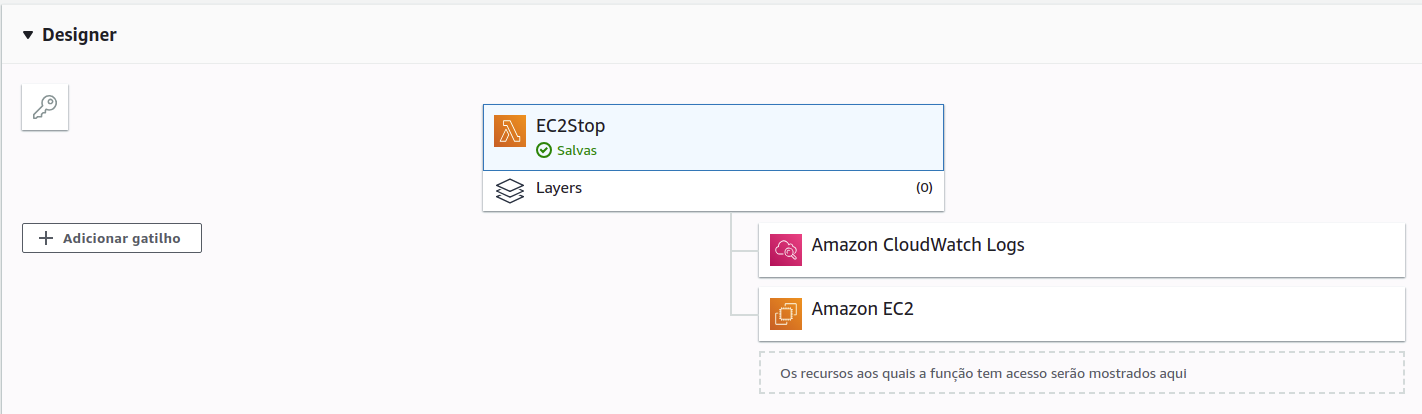 Designer
EC2Stop
Salvas
Layers (0)
Adicionar gatilho
Amazon CloudWatch Logs
Amazon EC2
Os recursos aos quais a função tem acesso serão mostrados aqui